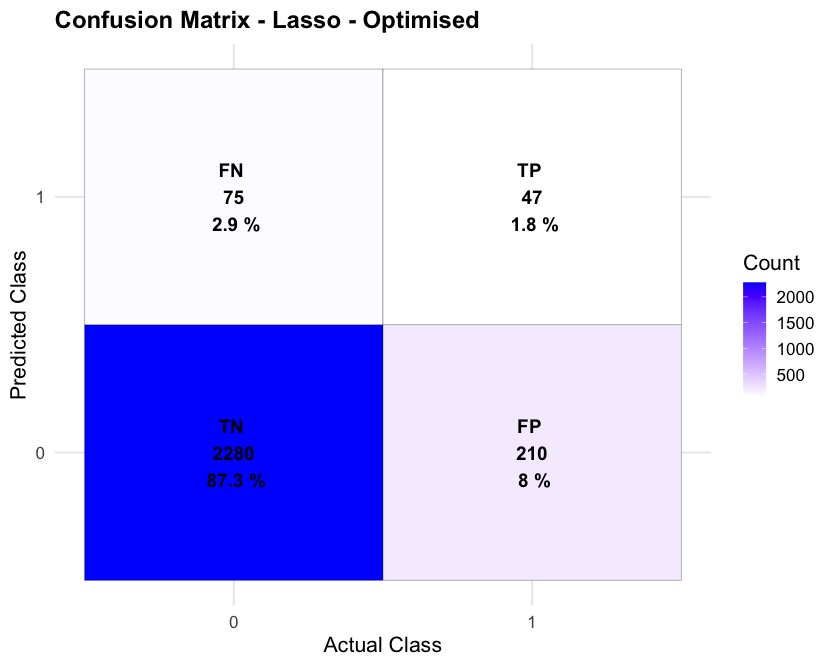 Confusion Matrix - Lasso - Optimised
FN
75
2.9 %
TP
47
1.8 %
1
Predicted Class
TN
2280
87.3 %
FP
210
8 %
0
0
1
Actual Class
Count
2000
1500
1000
500